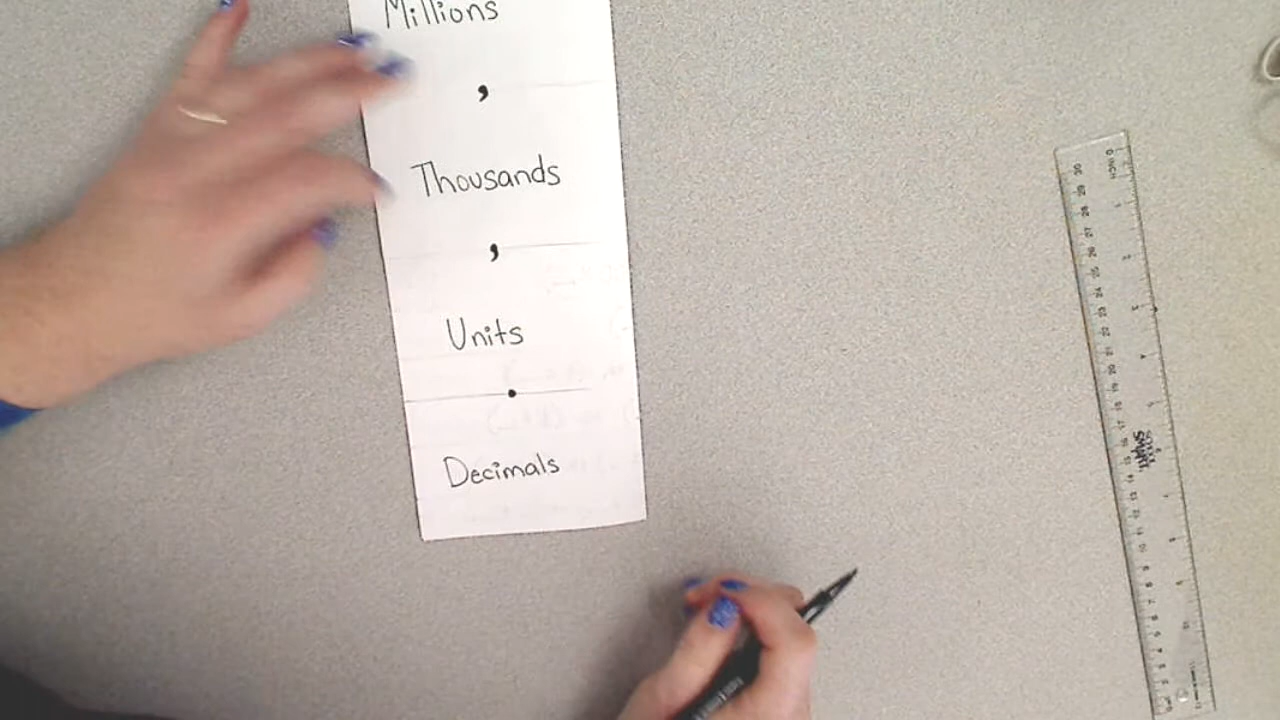 Millions
,
Thousands
,
Units
.
Decimals